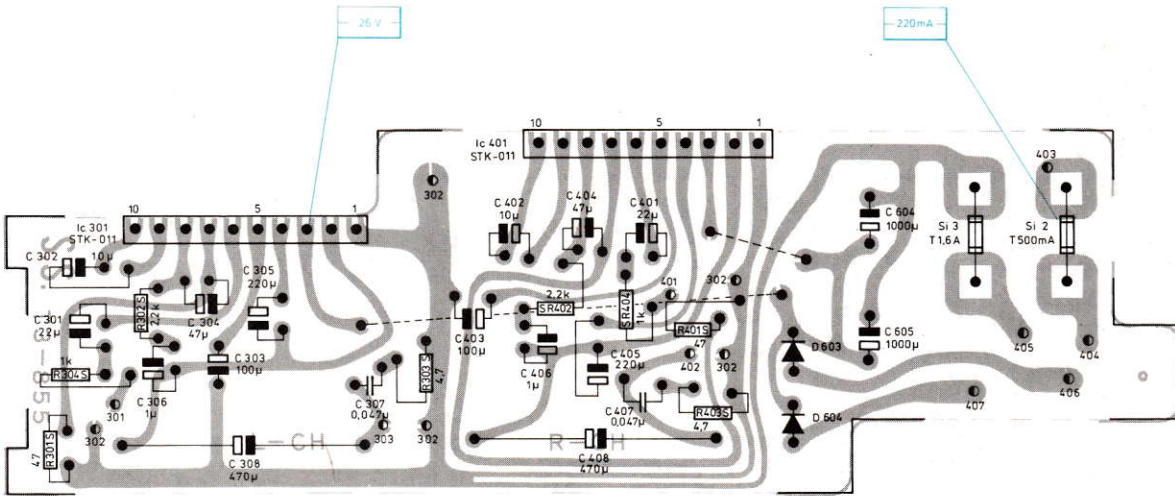 26 V
220mA
10 5 1
Ic 401
STK-011
403
302
C 402
10µ
C 404
47µ
C 401
22µ
C 604
1000µ
Si 3
T1,6A
Si 2
T500mA
10 5 1
Ic 301
STK-011
C 302
10µ
C 305
220µ
401
302
2,2k
SR402
SR404
1k
R302S
2,2k
C 304
47µ
C 301
22µ
C 403
100µ
R401S
47
C 605
1000µ
D 603
405
404
1k
R304S
C 303
100µ
R303S
4,7
C 406
1µ
C 405
220µ
402
302
C 306
1µ
C 307
0,047µ
C 407
0,047µ
R403S
4,7
406
407
301
302
303
302
D 604
R301S
47
C 308
470µ
L-CH
C 408
470µ
R-CH